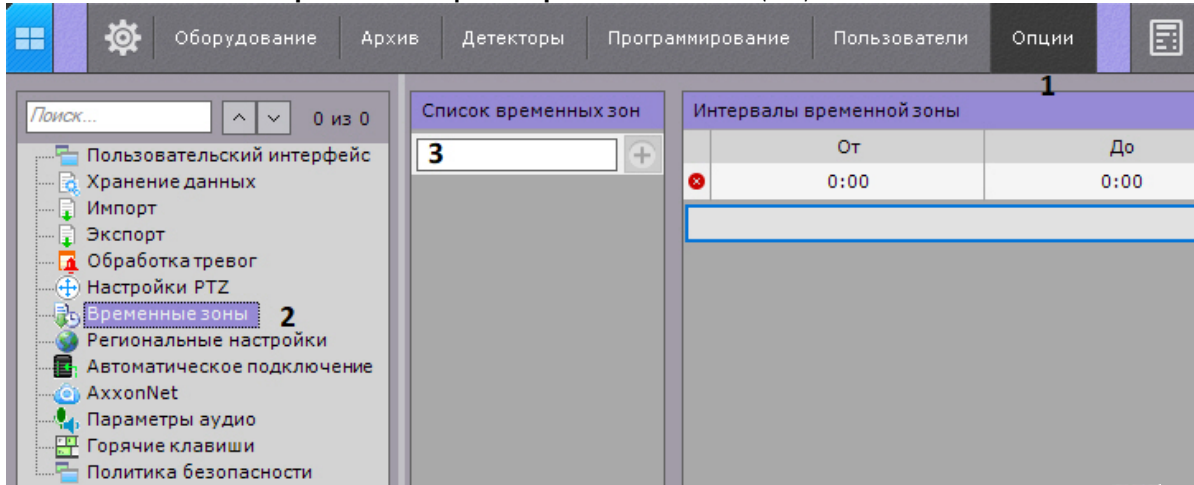 Оборудование Архив Детекторы Программирование Пользователи Опции
1
Поиск... 0 из 0
Пользовательский интерфейс
Хранение данных
Импорт
Экспорт
Обработка тревог
Настройки PTZ
Временные зоны 2
Региональные настройки
Автоматическое подключение
AxxonNet
Параметры аудио
Горячие клавиши
Политика безопасности
Список временных зон
3
Интервалы временной зоны
От До
0:00 0:00